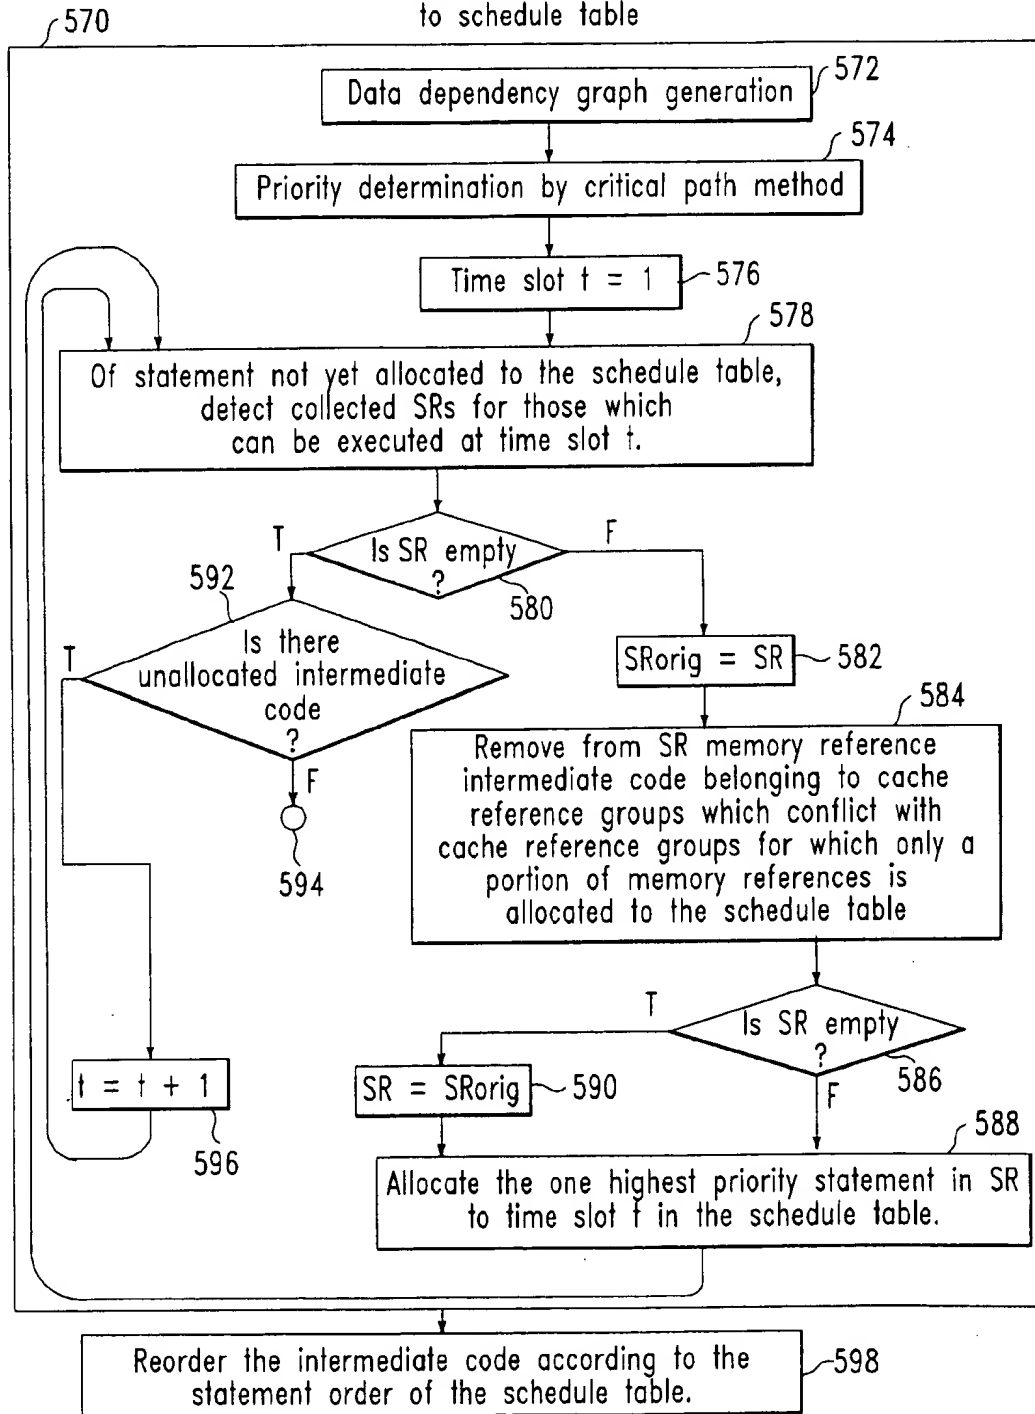 to schedule table
570
Data dependency graph generation
572
574
Priority determination by critical path method
Time slot t = 1
576
578
Of statement not yet allocated to the schedule table,
detect collected SRs for those which
can be executed at time slot t.
T
Is SR empty
?
F
580
592
Is there
unallocated intermediate
code
?
T
F
594
SRorig = SR
582
584
Remove from SR memory reference
intermediate code belonging to cache
reference groups which conflict with
cache reference groups for which only a
portion of memory references is
allocated to the schedule table
T
Is SR empty
?
586
F
t = t + 1
596
SR = SRorig
590
588
Allocate the one highest priority statement in SR
to time slot t in the schedule table.
Reorder the intermediate code according to the
statement order of the schedule table.
598